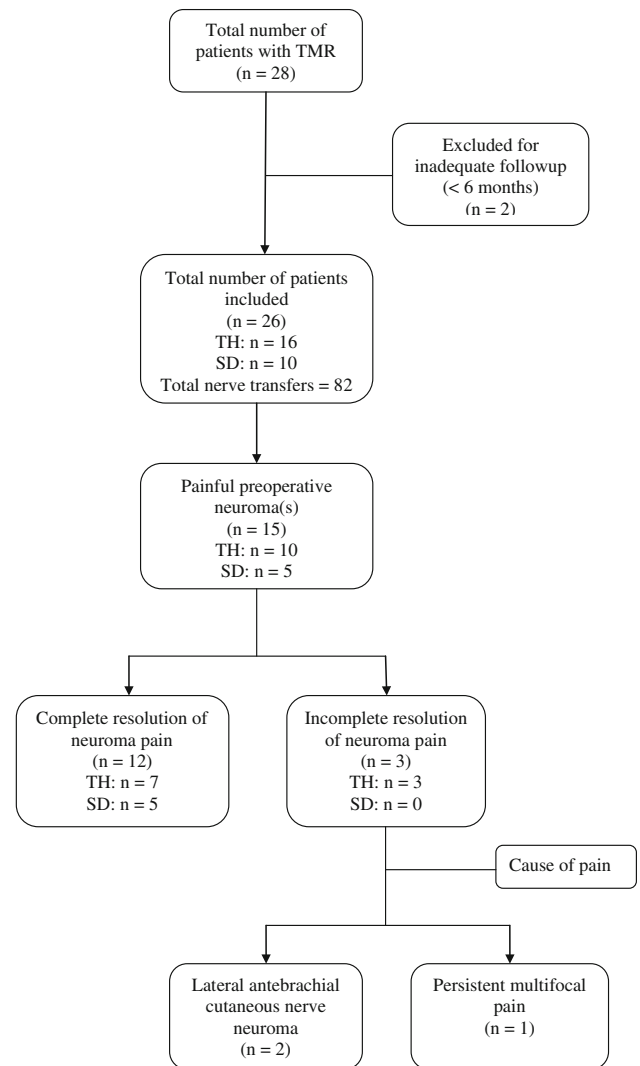 Total number of
patients with TMR
(n = 28)
Excluded for
inadequate followup
(< 6 months)
(n = 2)
Total number of patients
included
(n = 26)
TH: n = 16
SD: n = 10
Total nerve transfers = 82
Painful preoperative
neuroma(s)
(n = 15)
TH: n = 10
SD: n = 5
Complete resolution of
neuroma pain
(n = 12)
TH: n = 7
SD: n = 5
Incomplete resolution
of neuroma pain
(n = 3)
TH: n = 3
SD: n = 0
Cause of pain
Lateral antebrachial
cutaneous nerve
neuroma
(n = 2)
Persistent multifocal
pain
(n = 1)